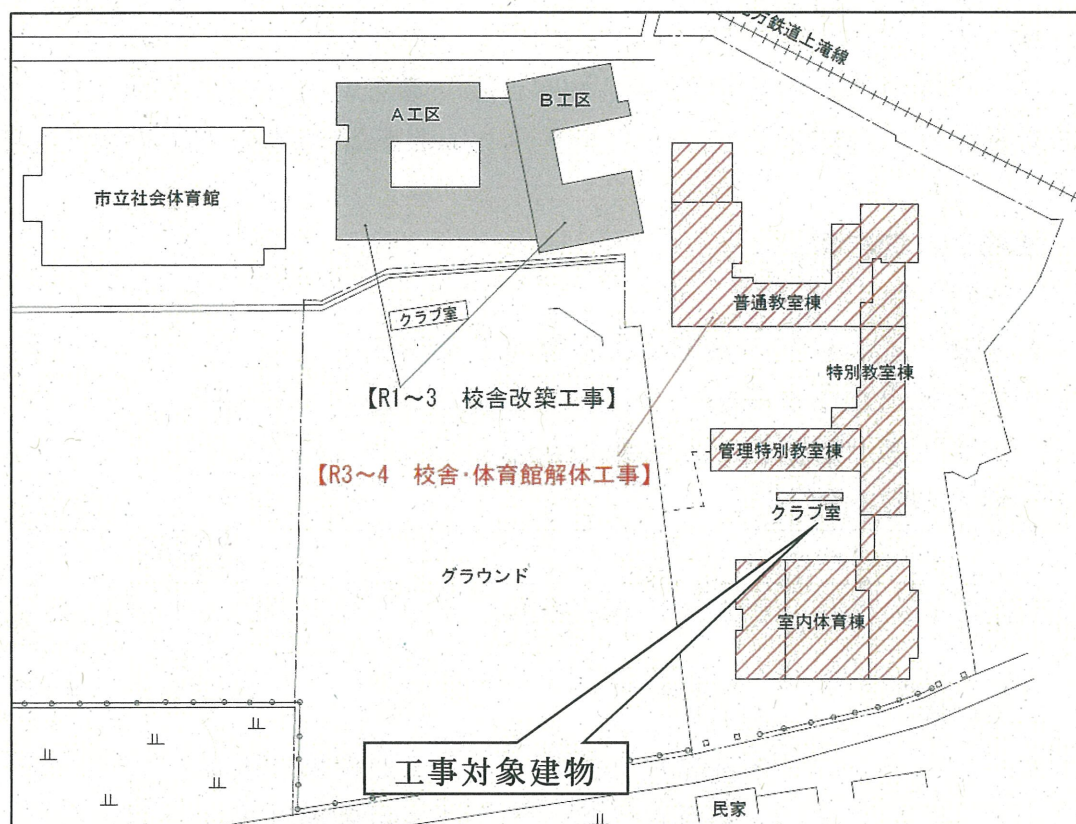 方鉄道上滝線
A工区
B工区
市立社会体育館
普通教室棟
クラブ室
特別教室棟
【R1～3　校舎改築工事】
管理特別教室棟
【R3～4　校舎・体育館解体工事】
クラブ室
グラウンド
室内体育棟
工事対象建物
民家